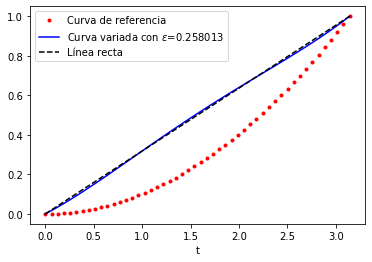 Curva de referencia
Curva variada con ε=0.258013
Línea recta
1.0
0.8
0.6
0.4
0.2
0.0
0.0 0.5 1.0 1.5 2.0 2.5 3.0
t